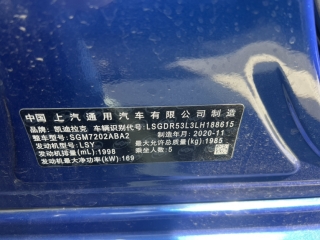 中国 上汽通用汽车有限公司 制造
品牌：凯迪拉克 车辆识别代号：LSGDR53L3LH188615
整车型号：SGM7202ABA2 制造年月：2020-11
发动机型号：LSY 最大允许总质量(kg)：1985
发动机排量(mL)：1998 乘坐人数：5
发动机最大净功率(kW)：169